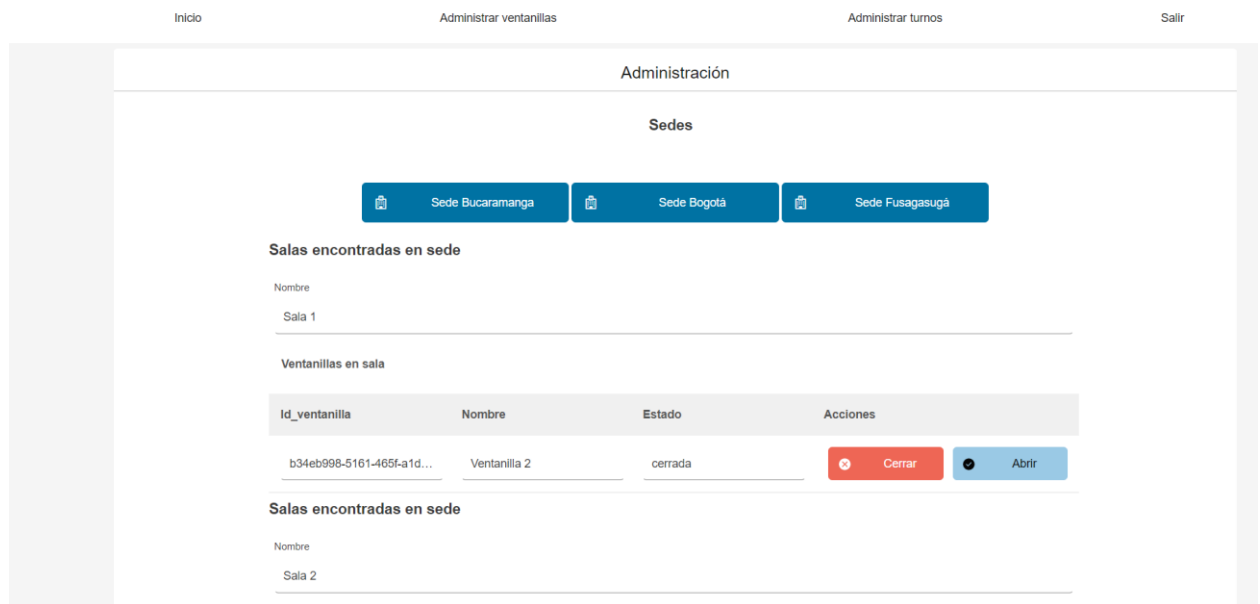 Inicio Administrar ventanillas Administrar turnos Salir
Administración
Sedes
Sede Bucaramanga Sede Bogotá Sede Fusagasugá
Salas encontradas en sede
Nombre
Sala 1
Ventanillas en sala
Id_ventanilla Nombre Estado Acciones
b34eb998-5161-465f-a1d... Ventanilla 2 cerrada Cerrar Abrir
Salas encontradas en sede
Nombre
Sala 2